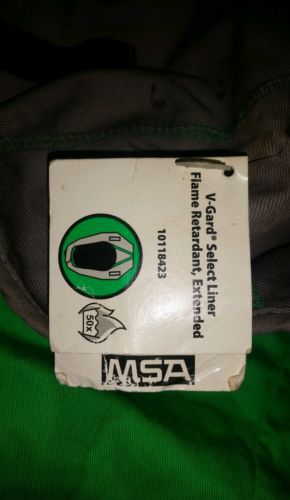 V-Gard® Select Liner
Flame Retardant, Extended
10118423
50x
MSA